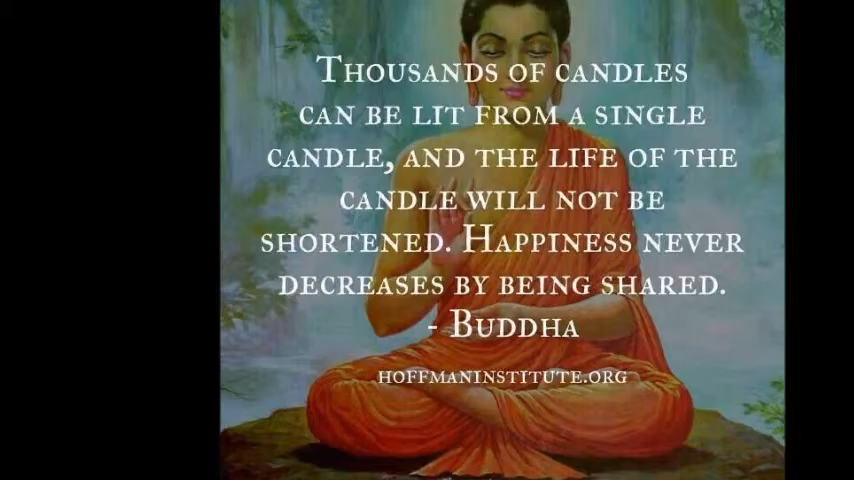 Thousands of candles
can be lit from a single
candle, and the life of the
candle will not be
shortened. Happiness never
decreases by being shared.
- Buddha
hoffmaninstitute.org